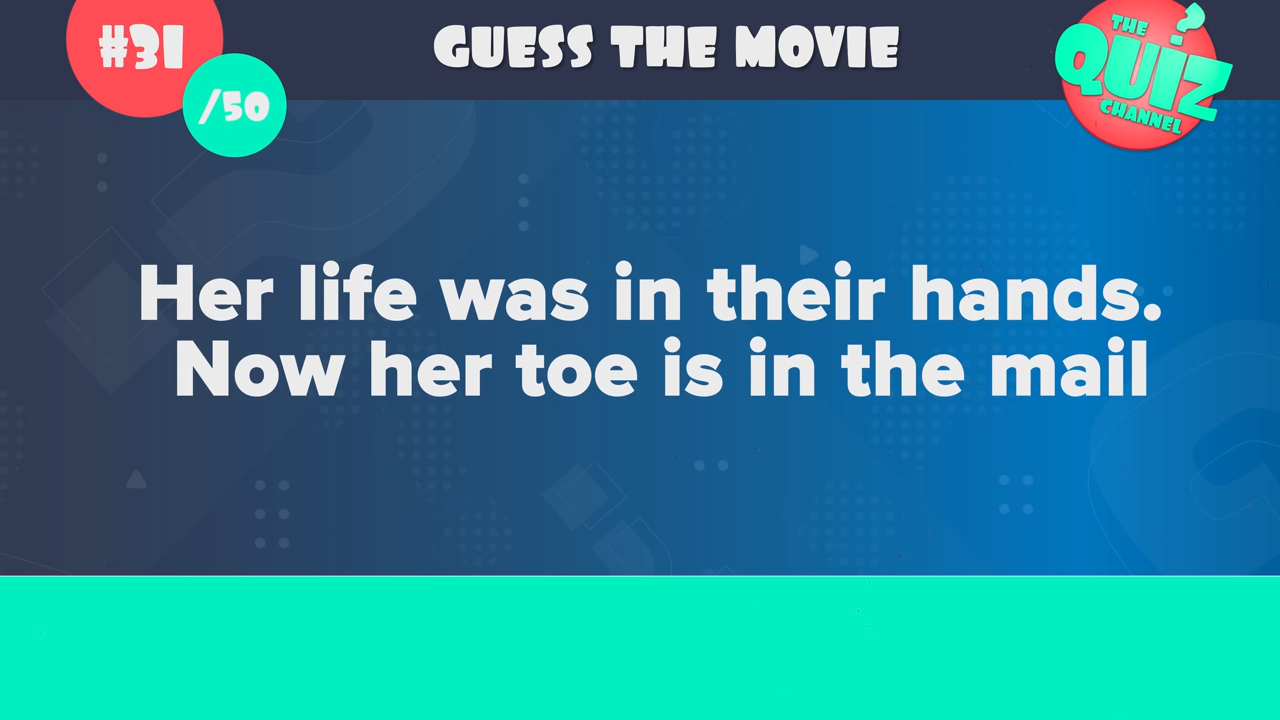 #31
/50
GUESS THE MOVIE
THE
QUIZ
CHANNEL
Her life was in their hands.
Now her toe is in the mail